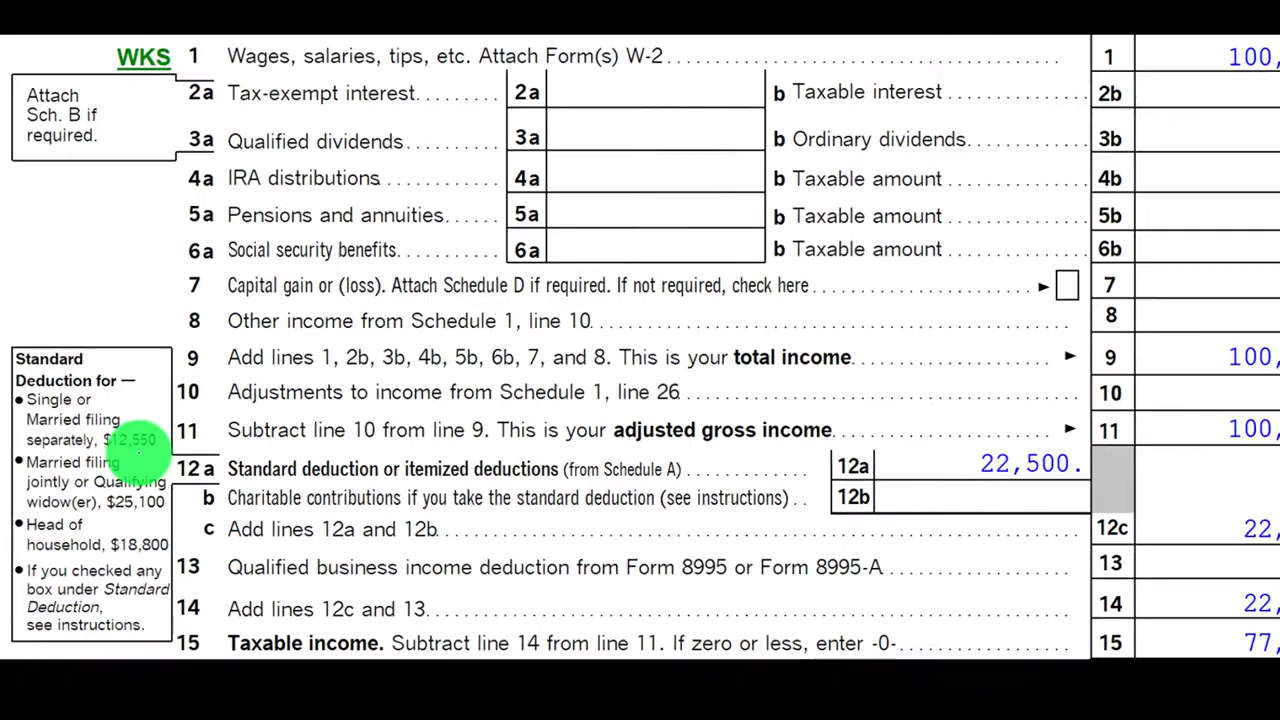 WKS 1 Wages, salaries, tips, etc. Attach Form(s) W-2 1 100,
Attach
Sch. B if
required.
2a Tax-exempt interest 2a b Taxable interest 2b
3a Qualified dividends 3a b Ordinary dividends 3b
4a IRA distributions 4a b Taxable amount 4b
5a Pensions and annuities 5a b Taxable amount 5b
6a Social security benefits 6a b Taxable amount 6b
7 Capital gain or (loss). Attach Schedule D if required. If not required, check here 7
8 Other income from Schedule 1, line 10 8
9 Add lines 1, 2b, 3b, 4b, 5b, 6b, 7, and 8. This is your total income 9 100,
10 Adjustments to income from Schedule 1, line 26 10
11 Subtract line 10 from line 9. This is your adjusted gross income 11 100,
12a Standard deduction or itemized deductions (from Schedule A) 12a 22,500.
b Charitable contributions if you take the standard deduction (see instructions) 12b
c Add lines 12a and 12b 12c 22,
13 Qualified business income deduction from Form 8995 or Form 8995-A 13
14 Add lines 12c and 13 14 22,
15 Taxable income. Subtract line 14 from line 11. If zero or less, enter -0- 15 77,
Standard
Deduction for —
• Single or
Married filing
separately, $12,550
• Married filing
jointly or Qualifying
widow(er), $25,100
• Head of
household, $18,800
• If you checked any
box under Standard
Deduction,
see instructions.